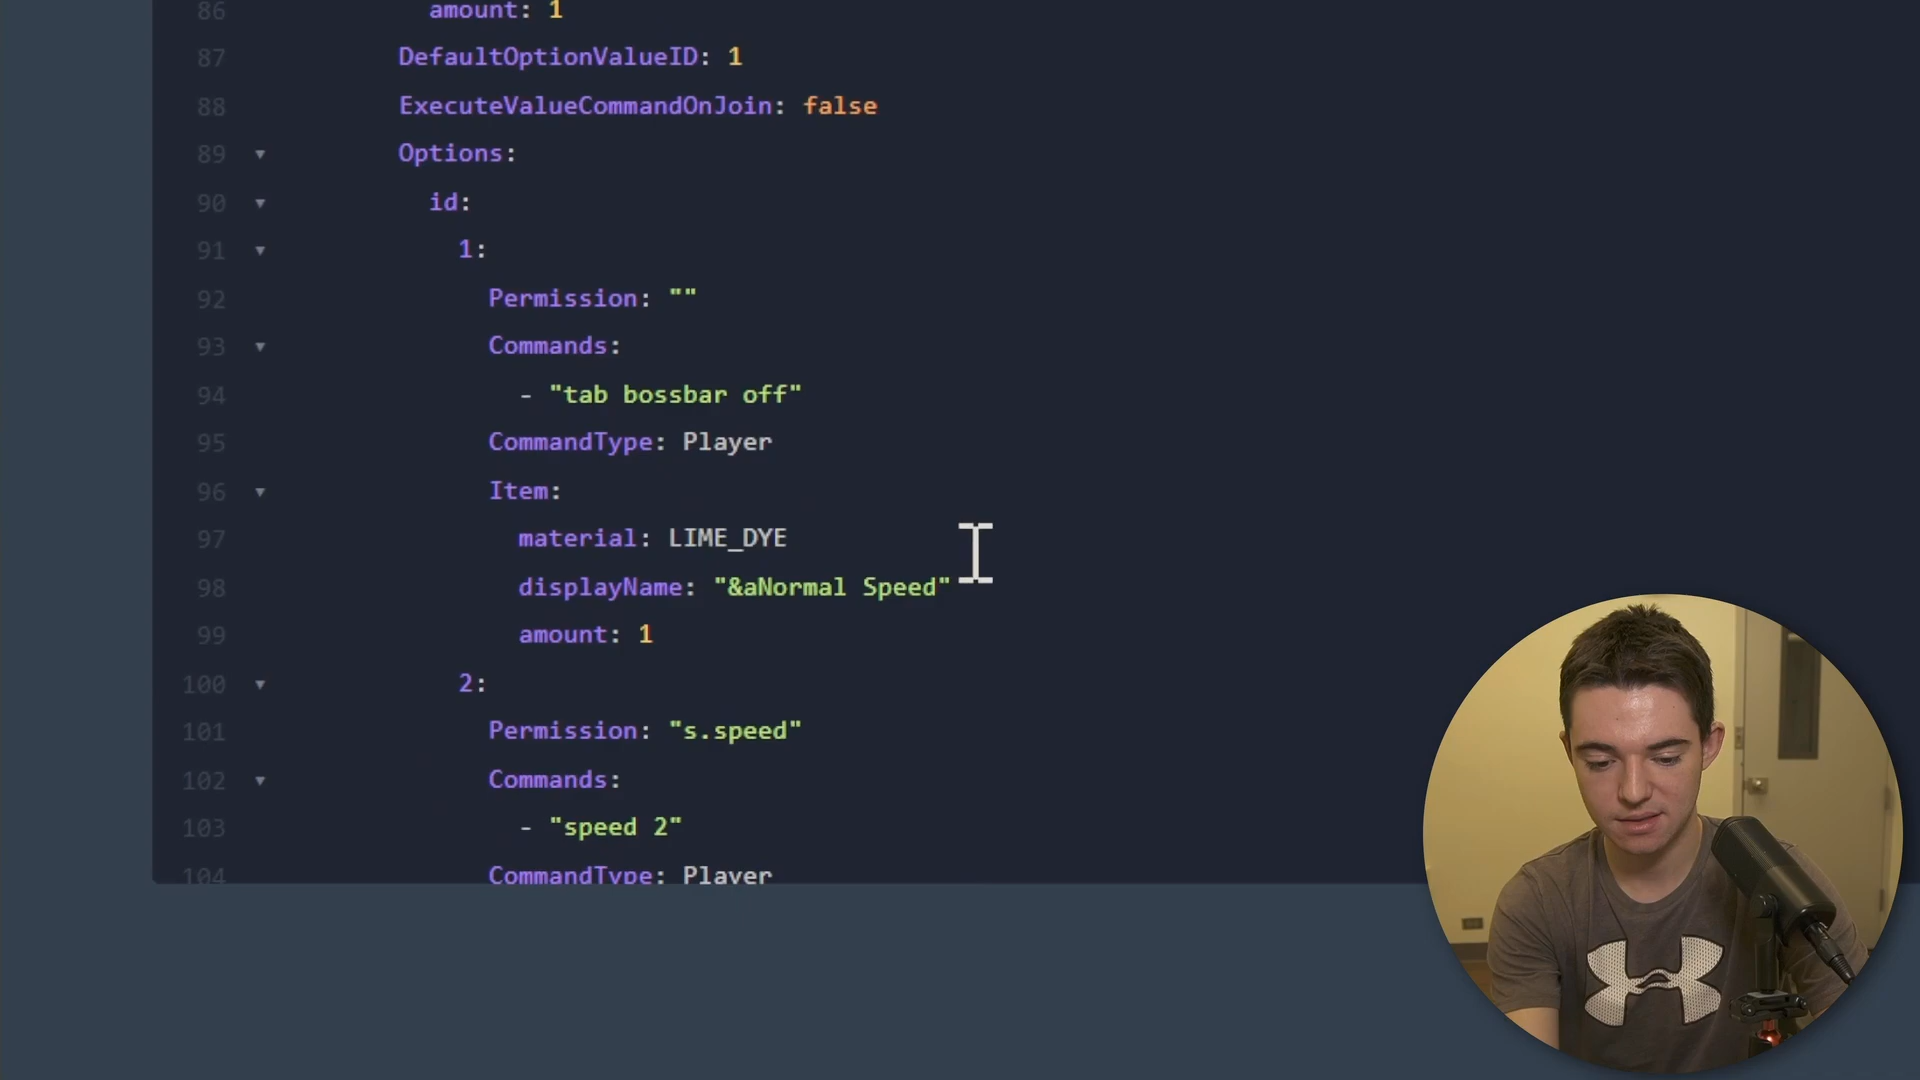 86 amount: 1
87 DefaultOptionValueID: 1
88 ExecuteValueCommandOnJoin: false
89 Options:
90 id:
91 1:
92 Permission: ""
93 Commands:
94 - "tab bossbar off"
95 CommandType: Player
96 Item:
97 material: LIME_DYE
98 displayName: "&aNormal Speed"
99 amount: 1
100 2:
101 Permission: "s.speed"
102 Commands:
103 - "speed 2"
104 CommandType: Player